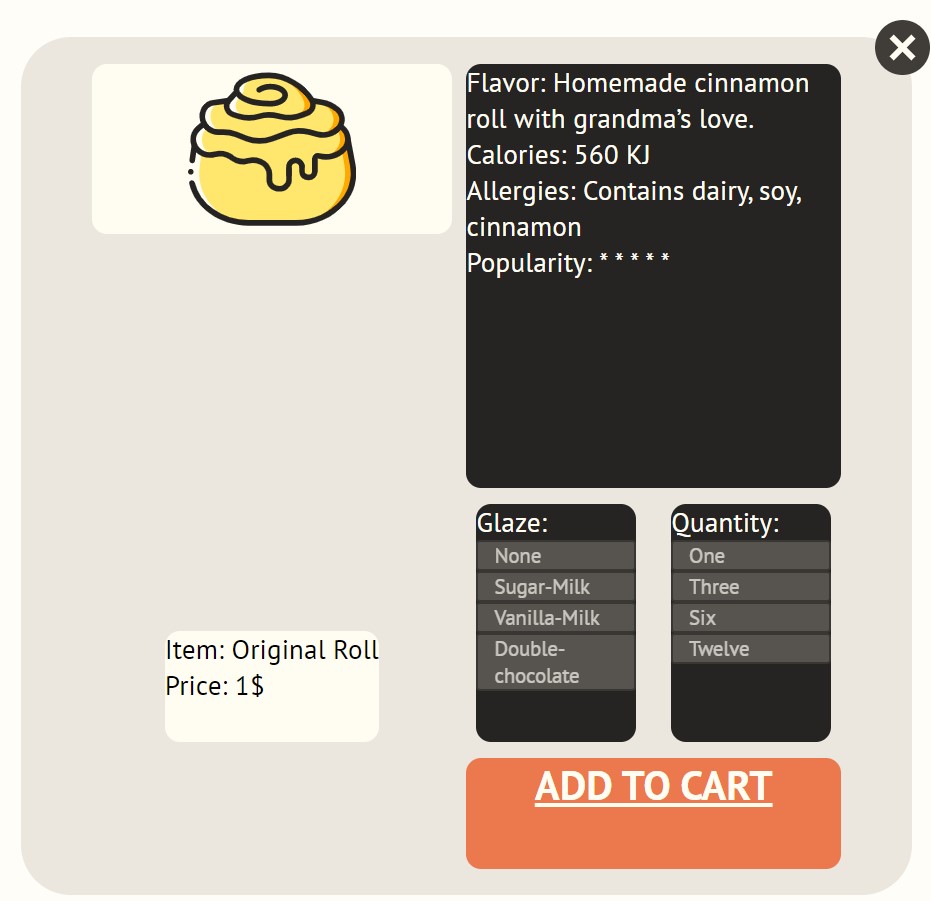 Flavor: Homemade cinnamon
roll with grandma’s love.
Calories: 560 KJ
Allergies: Contains dairy, soy,
cinnamon
Popularity: * * * * *
Item: Original Roll
Price: 1$
Glaze:
None
Sugar-Milk
Vanilla-Milk
Double-
chocolate
Quantity:
One
Three
Six
Twelve
ADD TO CART